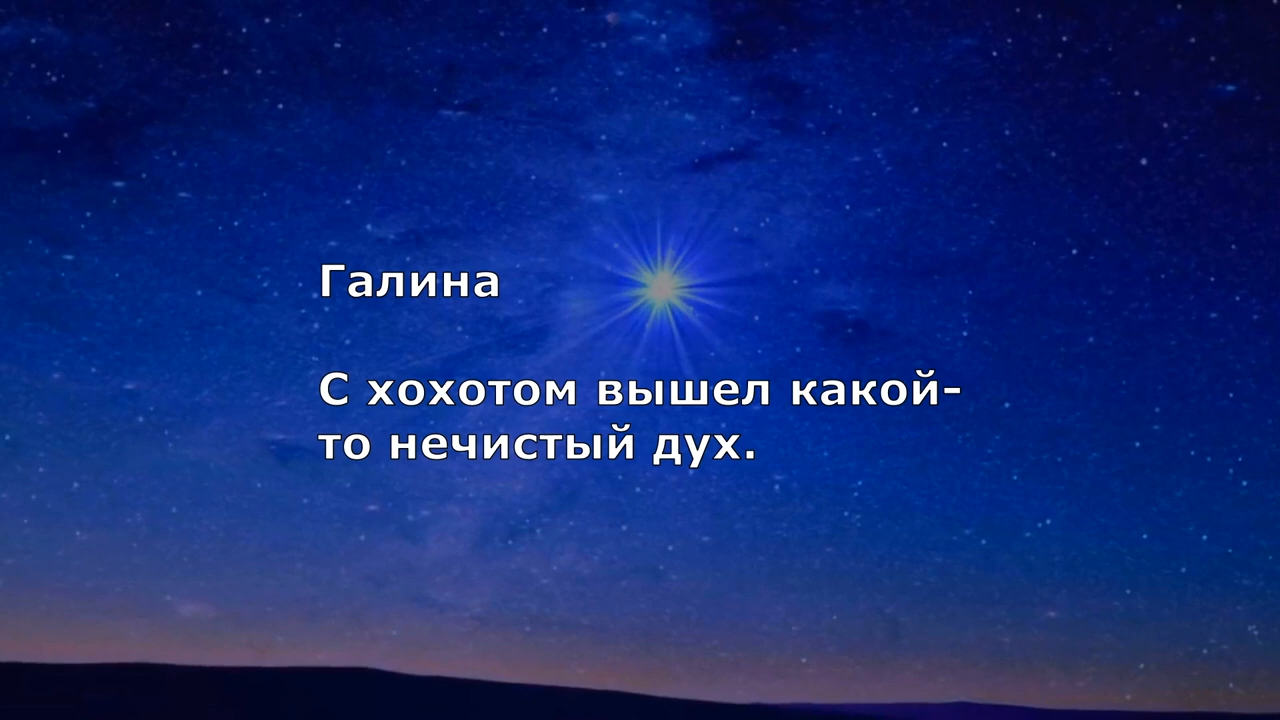 Галина
С хохотом вышел какой-
то нечистый дух.